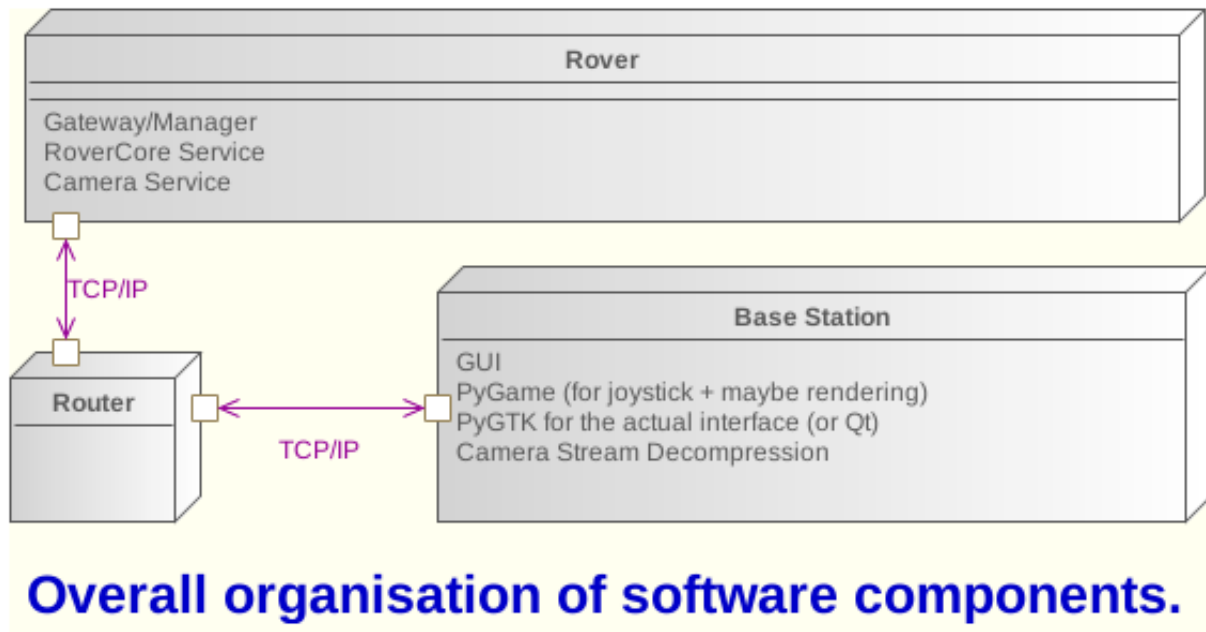 Rover
Gateway/Manager
RoverCore Service
Camera Service
TCP/IP
Base Station
GUI
PyGame (for joystick + maybe rendering)
PyGTK for the actual interface (or Qt)
Camera Stream Decompression
Router
TCP/IP
Overall organisation of software components.